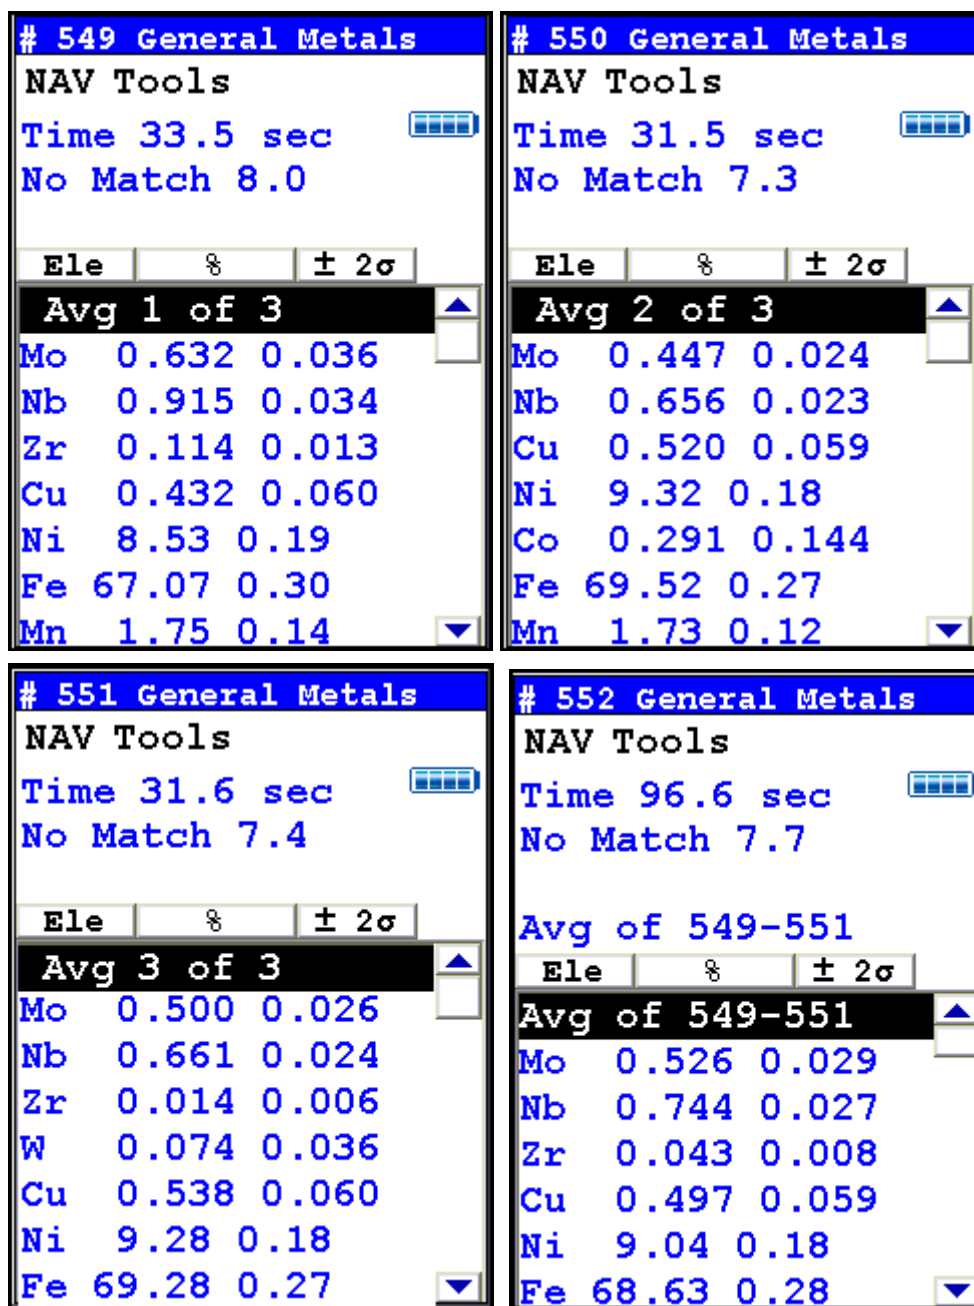 # 549 General Metals
NAV Tools
Time 33.5 sec
No Match 8.0
Ele % ± 2σ
Avg 1 of 3
Mo 0.632 0.036
Nb 0.915 0.034
Zr 0.114 0.013
Cu 0.432 0.060
Ni 8.53 0.19
Fe 67.07 0.30
Mn 1.75 0.14
# 550 General Metals
NAV Tools
Time 31.5 sec
No Match 7.3
Ele % ± 2σ
Avg 2 of 3
Mo 0.447 0.024
Nb 0.656 0.023
Cu 0.520 0.059
Ni 9.32 0.18
Co 0.291 0.144
Fe 69.52 0.27
Mn 1.73 0.12
# 551 General Metals
NAV Tools
Time 31.6 sec
No Match 7.4
Ele % ± 2σ
Avg 3 of 3
Mo 0.500 0.026
Nb 0.661 0.024
Zr 0.014 0.006
W 0.074 0.036
Cu 0.538 0.060
Ni 9.28 0.18
Fe 69.28 0.27
# 552 General Metals
NAV Tools
Time 96.6 sec
No Match 7.7
Avg of 549-551
Ele % ± 2σ
Avg of 549-551
Mo 0.526 0.029
Nb 0.744 0.027
Zr 0.043 0.008
Cu 0.497 0.059
Ni 9.04 0.18
Fe 68.63 0.28